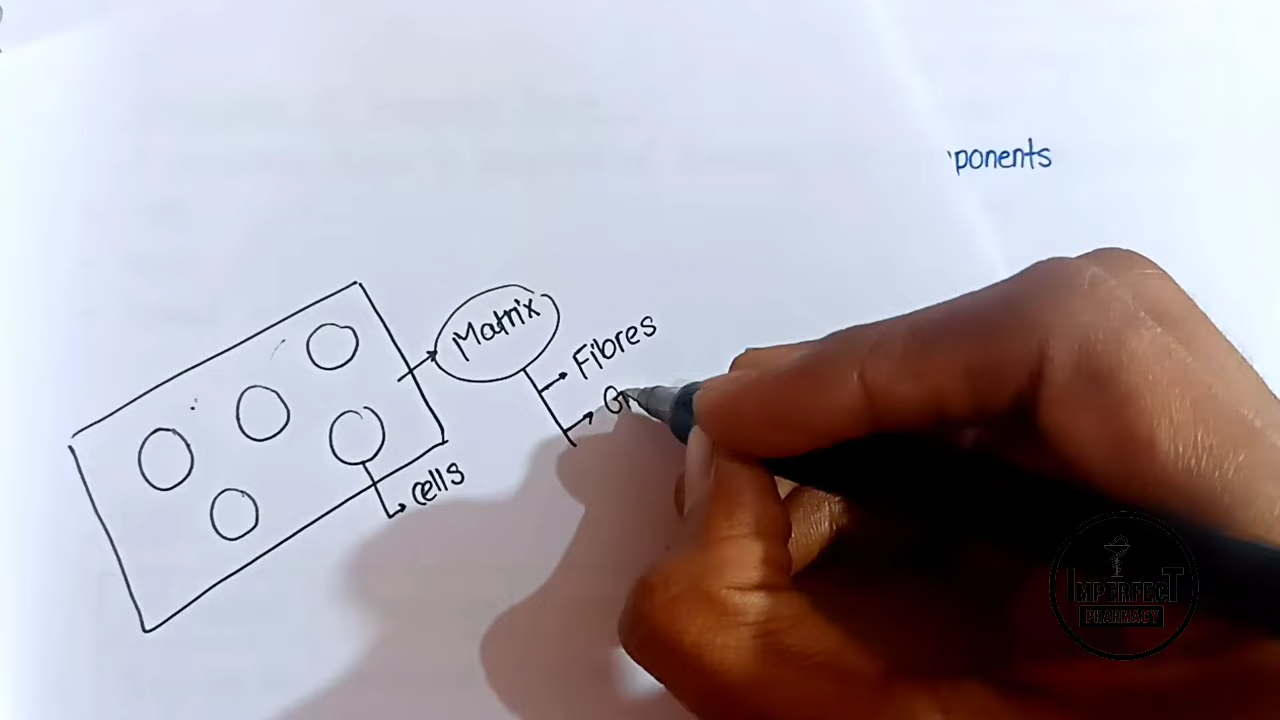 ponents
Matrix
Fibres
cells
IMPERFECT
PHARMACY